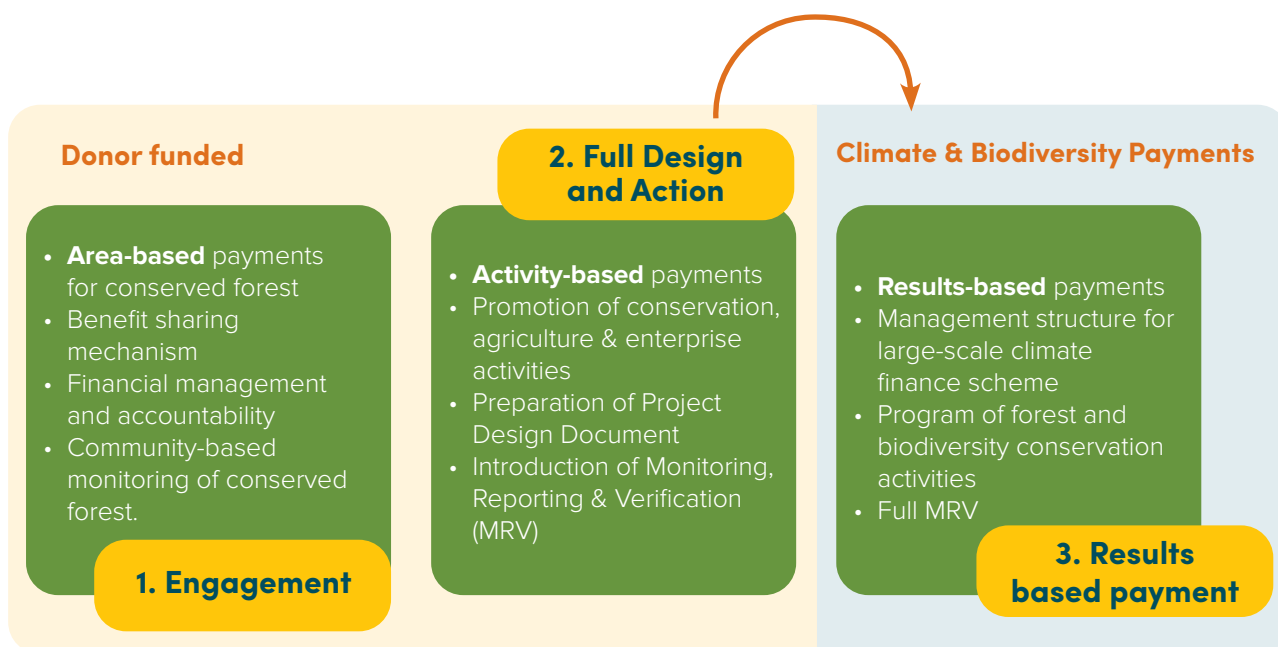 Donor funded
• Area-based payments
for conserved forest
• Benefit sharing
mechanism
• Financial management
and accountability
• Community-based
monitoring of conserved
forest.
1. Engagement
2. Full Design
and Action
• Activity-based payments
• Promotion of conservation,
agriculture & enterprise
activities
• Preparation of Project
Design Document
• Introduction of Monitoring,
Reporting & Verification
(MRV)
Climate & Biodiversity Payments
• Results-based payments
• Management structure for
large-scale climate
finance scheme
• Program of forest and
biodiversity conservation
activities
• Full MRV
3. Results
based payment